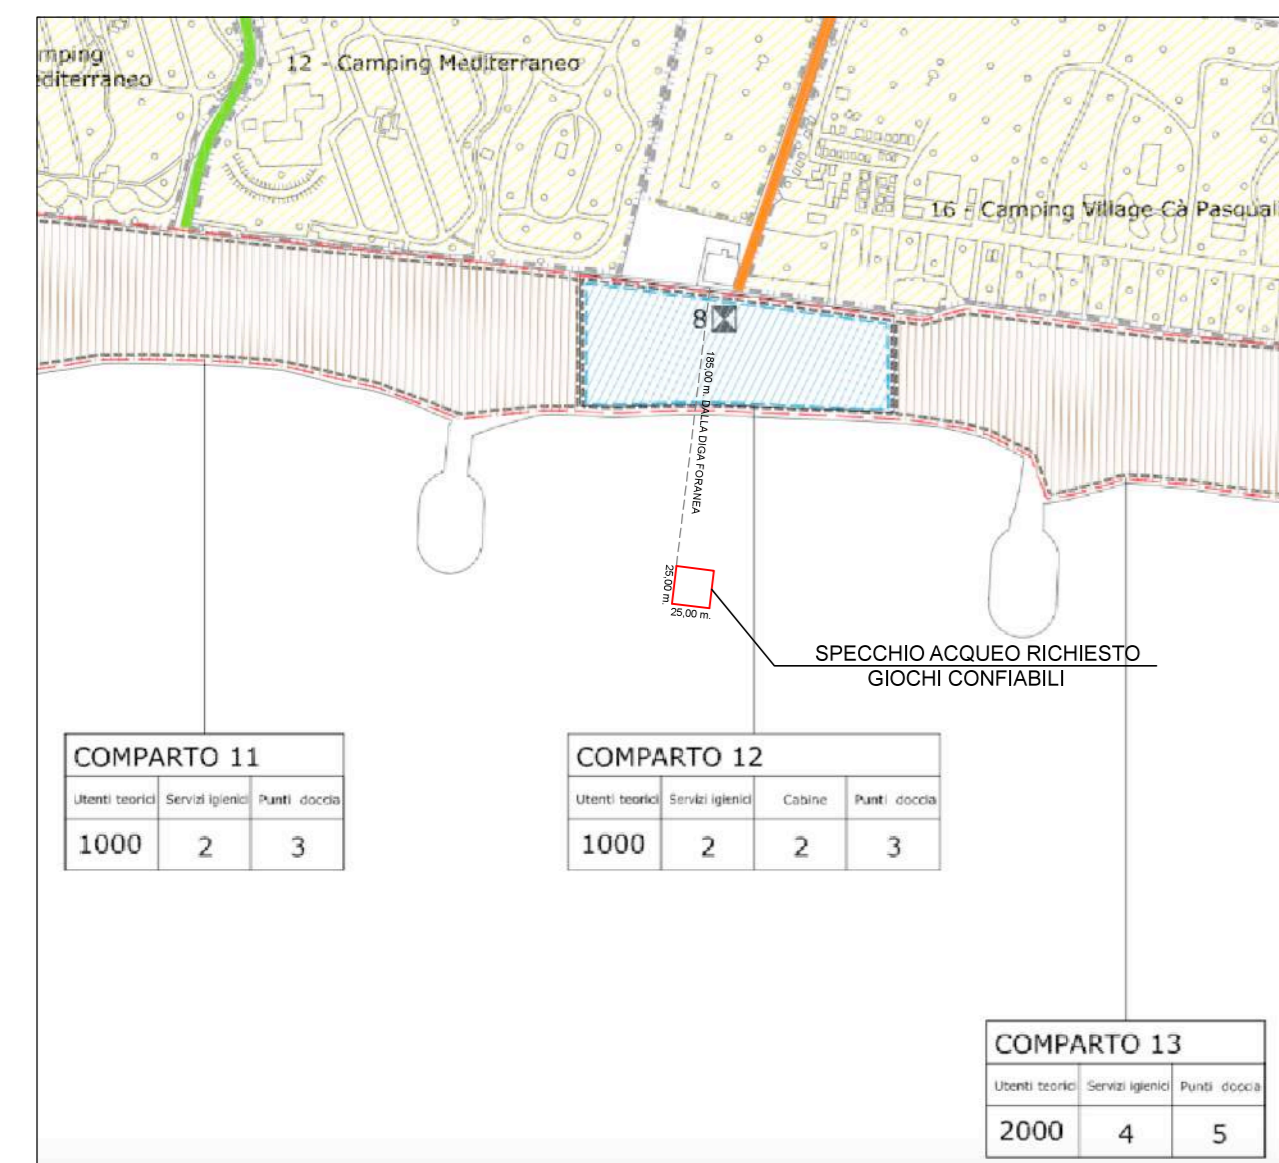 mping
editerraneo
12 - Camping Mediterraneo
16 - Camping Village Cà Pasquali
8
185,00 m. DALLA DIGA FORANEA
25,00 m.
25,00 m.
SPECCHIO ACQUEO RICHIESTO
GIOCHI CONFIABILI
COMPARTO 11
Utenti teorici Servizi igienici Punti doccia
1000 2 3
COMPARTO 12
Utenti teorici Servizi igienici Cabine Punti doccia
1000 2 2 3
COMPARTO 13
Utenti teorici Servizi igienici Punti doccia
2000 4 5